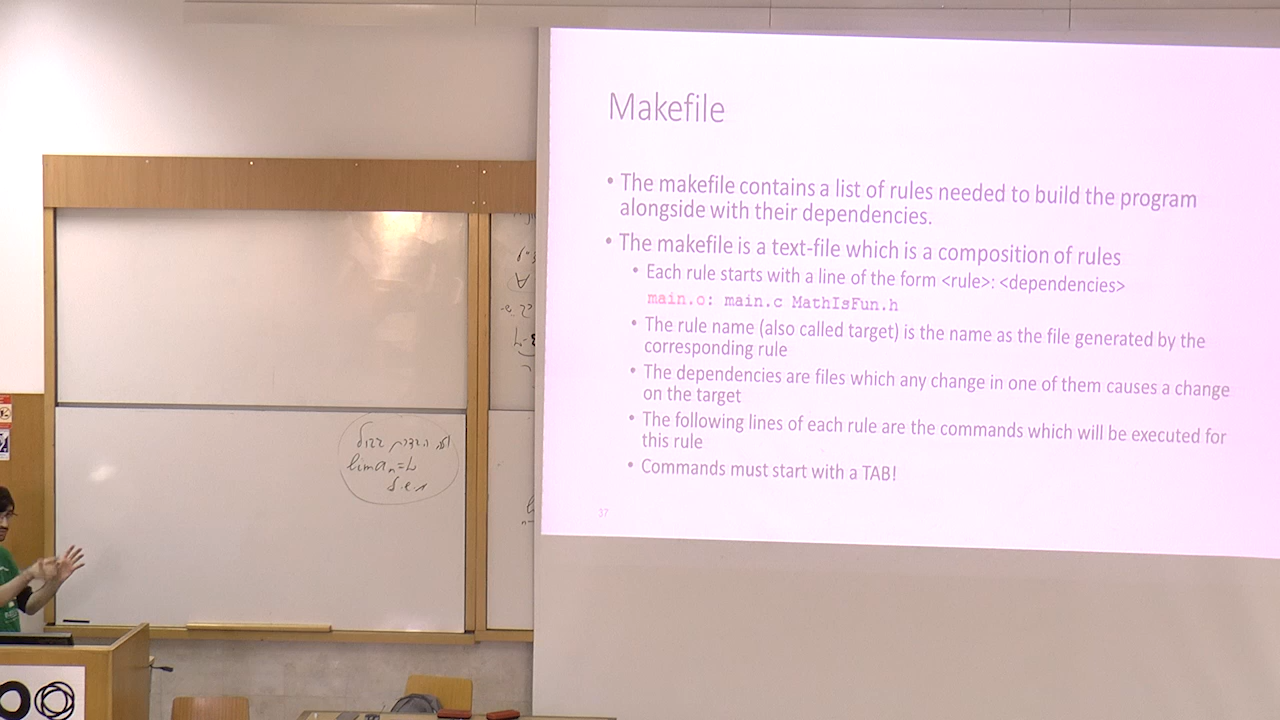 Makefile
• The makefile contains a list of rules needed to build the program
alongside with their dependencies.
• The makefile is a text-file which is a composition of rules
• Each rule starts with a line of the form <rule>: <dependencies>
main.o: main.c MathIsFun.h
• The rule name (also called target) is the name as the file generated by the
corresponding rule
• The dependencies are files which any change in one of them causes a change
on the target
• The following lines of each rule are the commands which will be executed for
this rule
• Commands must start with a TAB!
37
lim aₙ=L